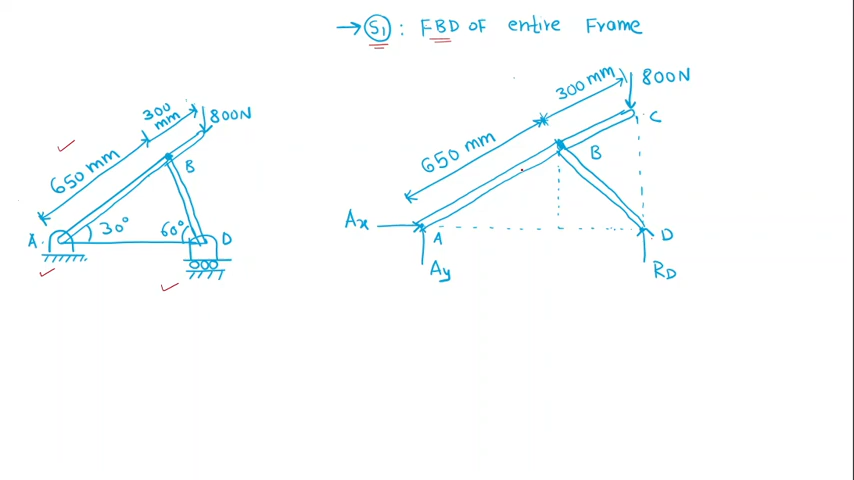 → S1 : FBD OF entire Frame
300 mm
800N
650 mm
B
A
30°
60°
D
300 mm
800N
C
650 mm
B
Ax
A
Ay
D
RD